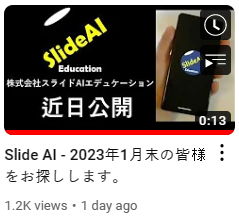 SlideAI
Education
株式会社スライドAIエデュケーション
近日公開
SlideAI
0:13
Slide AI - 2023年1月末の皆様
をお探しします。
1.2K views • 1 day ago